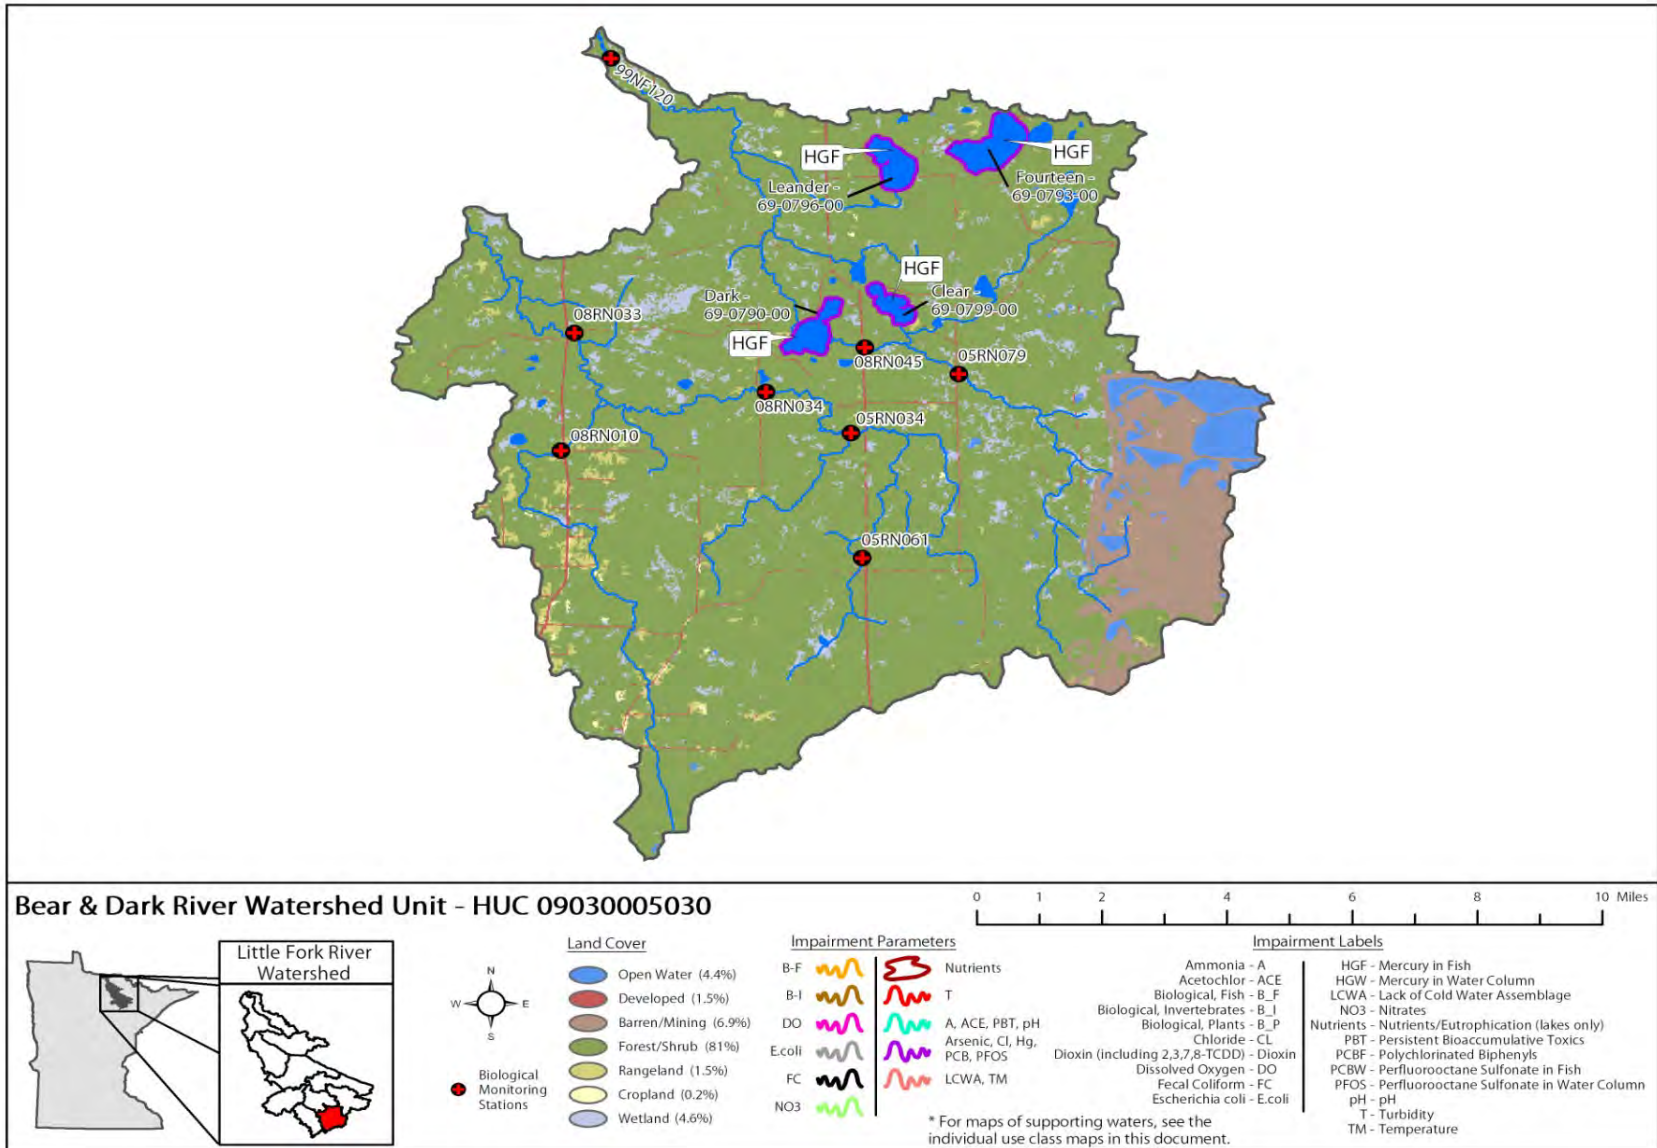 99NF120
HGF
Leander -
69-0796-00
HGF
Fourteen -
69-0793-00
HGF
Dark -
69-0790-00
Clear -
69-0799-00
HGF
08RN033
08RN045
05RN079
08RN034
05RN034
08RN010
05RN061
Bear & Dark River Watershed Unit - HUC 09030005030
0 1 2 4 6 8 10 Miles
Little Fork River
Watershed
N
W E
S
Biological
Monitoring
Stations
Land Cover
Open Water (4.4%)
Developed (1.5%)
Barren/Mining (6.9%)
Forest/Shrub (81%)
Rangeland (1.5%)
Cropland (0.2%)
Wetland (4.6%)
Impairment Parameters
B-F
B-I
DO
E.coli
FC
NO3
Nutrients
T
A, ACE, PBT, pH
Arsenic, Cl, Hg,
PCB, PFOS
LCWA, TM
* For maps of supporting waters, see the
individual use class maps in this document.
Impairment Labels
Ammonia - A
Acetochlor - ACE
Biological, Fish - B_F
Biological, Invertebrates - B_I
Biological, Plants - B_P
Chloride - CL
Dioxin (including 2,3,7,8-TCDD) - Dioxin
Dissolved Oxygen - DO
Fecal Coliform - FC
Escherichia coli - E.coli
HGF - Mercury in Fish
HGW - Mercury in Water Column
LCWA - Lack of Cold Water Assemblage
NO3 - Nitrates
Nutrients - Nutrients/Eutrophication (lakes only)
PBT - Persistent Bioaccumulative Toxics
PCBF - Polychlorinated Biphenyls
PCBW - Perfluorooctane Sulfonate in Fish
PFOS - Perfluorooctane Sulfonate in Water Column
pH - pH
T - Turbidity
TM - Temperature